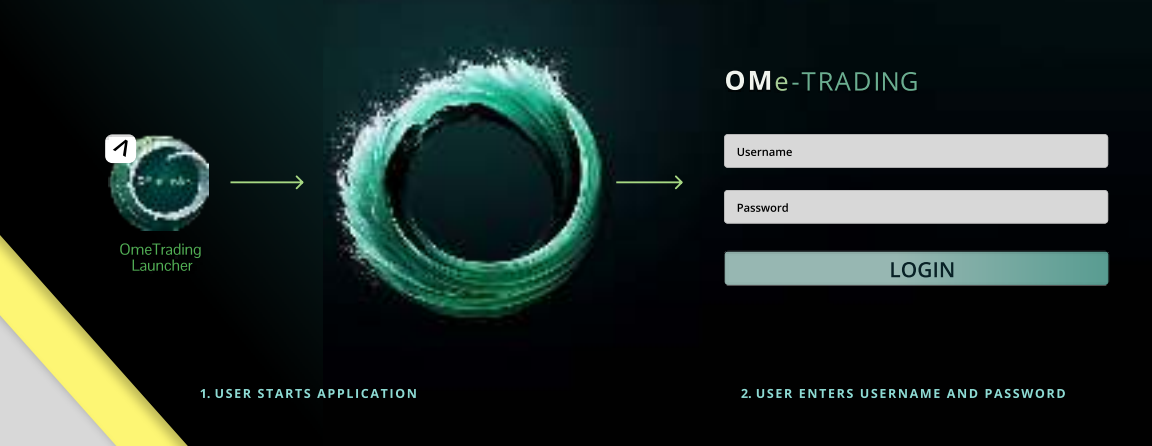 OMe-TRADING
Username
Password
LOGIN
OmeTrading
Launcher
1. USER STARTS APPLICATION
2. USER ENTERS USERNAME AND PASSWORD